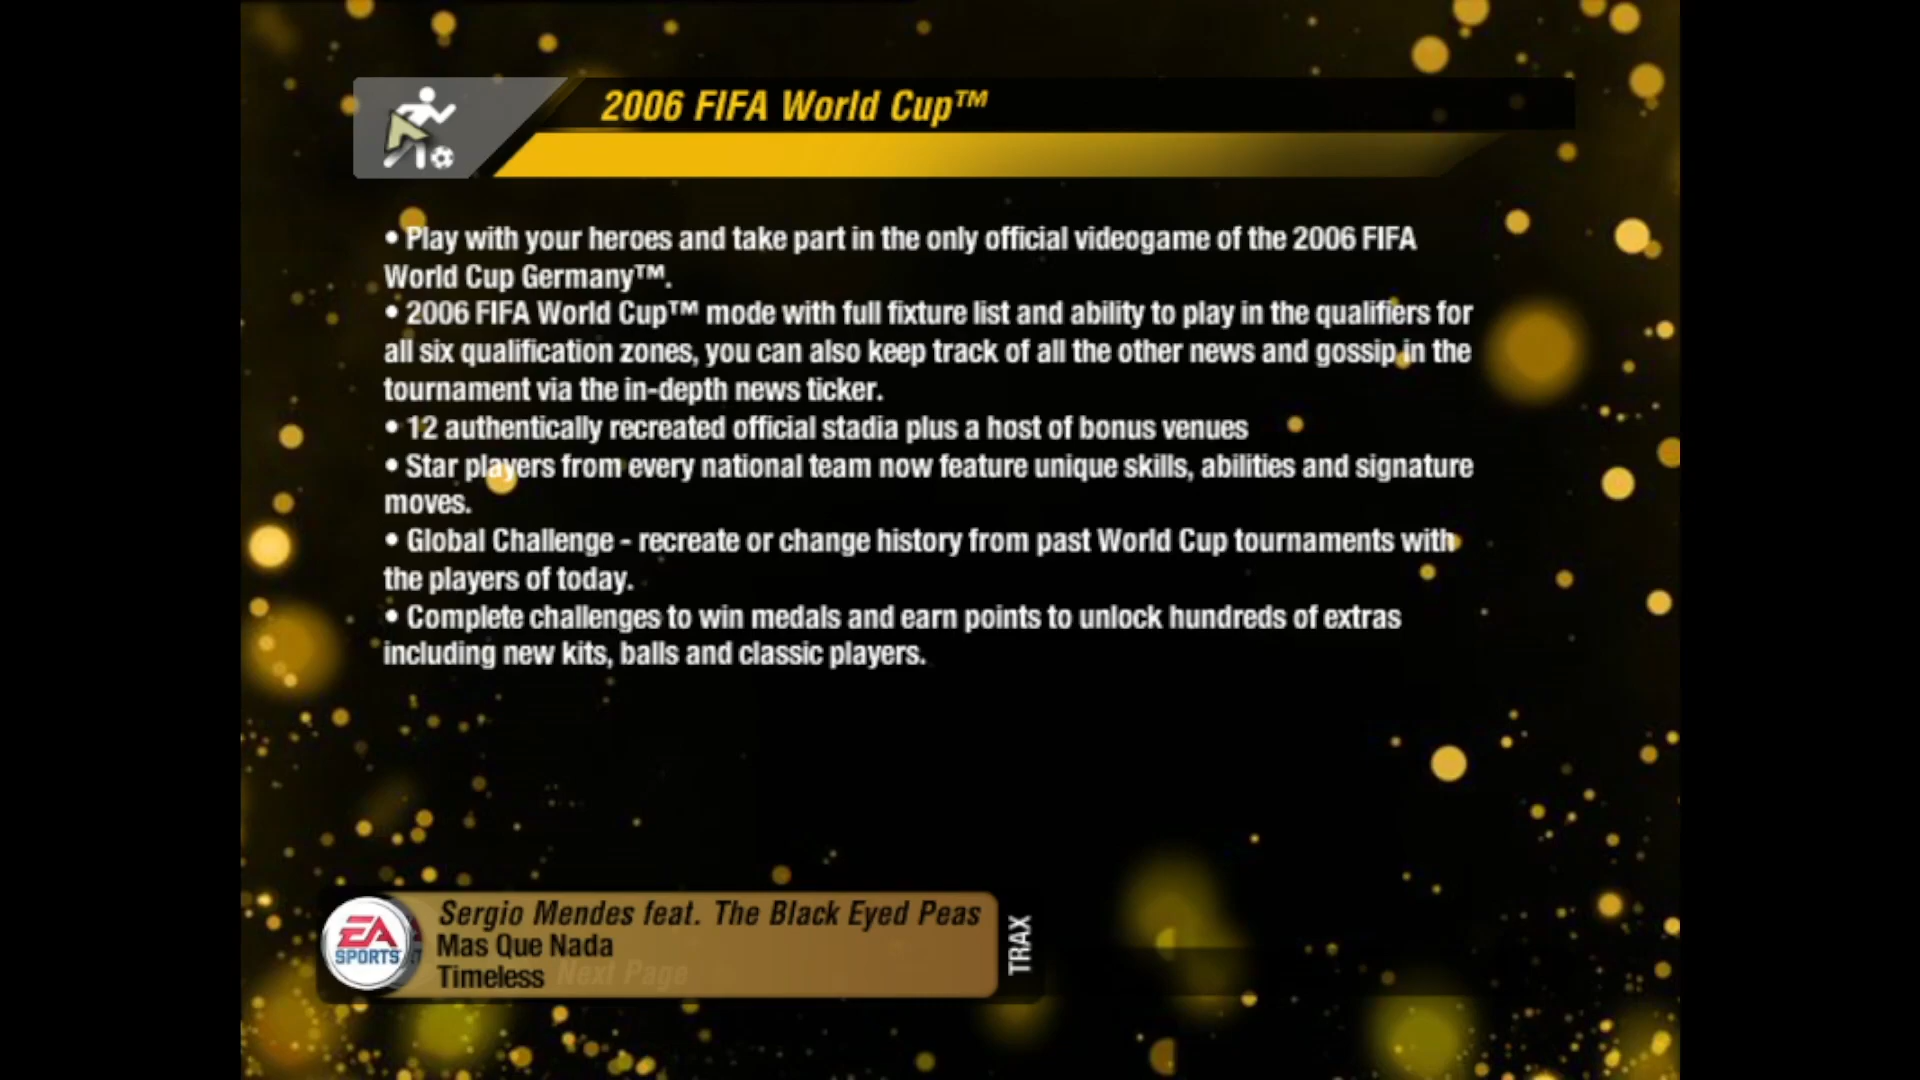 2006 FIFA World Cup™
• Play with your heroes and take part in the only official videogame of the 2006 FIFA
World Cup Germany™.
• 2006 FIFA World Cup™ mode with full fixture list and ability to play in the qualifiers for
all six qualification zones, you can also keep track of all the other news and gossip in the
tournament via the in-depth news ticker.
• 12 authentically recreated official stadia plus a host of bonus venues
• Star players from every national team now feature unique skills, abilities and signature
moves.
• Global Challenge - recreate or change history from past World Cup tournaments with
the players of today.
• Complete challenges to win medals and earn points to unlock hundreds of extras
including new kits, balls and classic players.
EA
SPORTS
Sergio Mendes feat. The Black Eyed Peas
Mas Que Nada
Timeless
Next Page
TRAX